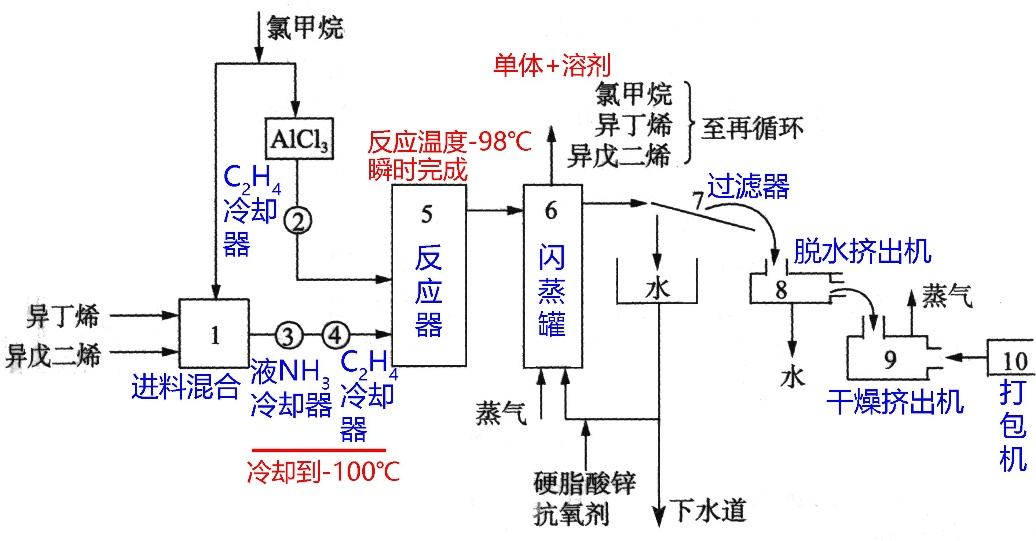 氯甲烷
单体+溶剂
氯甲烷
异丁烯
异戊二烯
至再循环
AlCl₃
反应温度-98℃
瞬时完成
C₂H₄
冷却
器
2
5
反
应
器
6
闪
蒸
罐
7
过滤器
水
脱水挤出机
8
水
蒸气
9
干燥挤出机
10
打
包
机
异丁烯
异戊二烯
1
进料混合
3
4
液NH₃
冷却器
C₂H₄
冷却
器
冷却到-100℃
蒸气
硬脂酸锌
抗氧剂
下水道